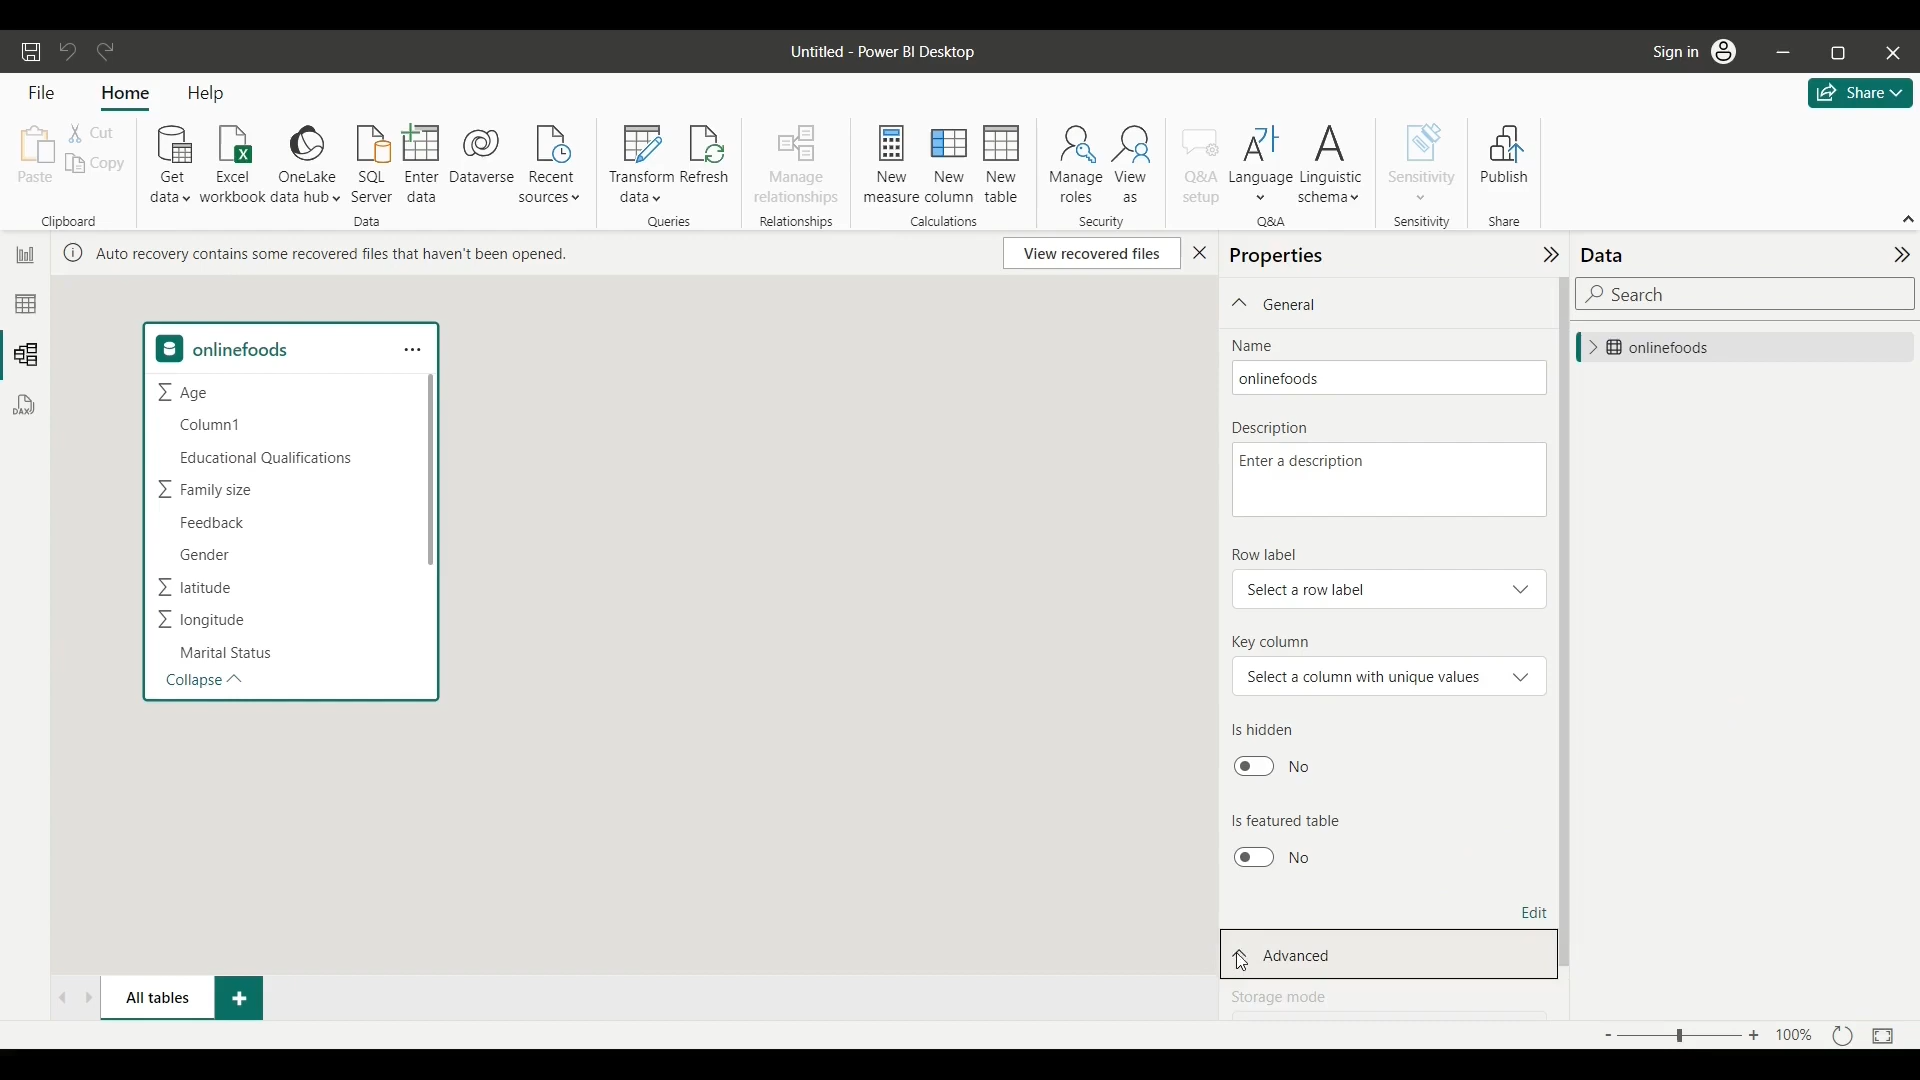 Untitled - Power BI Desktop
Sign in
File
Home
Help
Share
Paste
Cut
Copy
Clipboard
Get data
Excel workbook
OneLake data hub
SQL Server
Enter data
Dataverse
Recent sources
Data
Transform data
Refresh
Queries
Manage relationships
Relationships
New measure
New column
New table
Calculations
Manage roles
View as
Security
Q&A setup
Language
Linguistic schema
Q&A
Sensitivity
Sensitivity
Publish
Share
Auto recovery contains some recovered files that haven't been opened.
View recovered files
DAX
onlinefoods
Age
Column1
Educational Qualifications
Family size
Feedback
Gender
latitude
longitude
Marital Status
Collapse
Properties
General
Name
onlinefoods
Description
Enter a description
Row label
Select a row label
Key column
Select a column with unique values
Is hidden
No
Is featured table
No
Edit
Advanced
Storage mode
Data
Search
onlinefoods
All tables
+
- + 100%